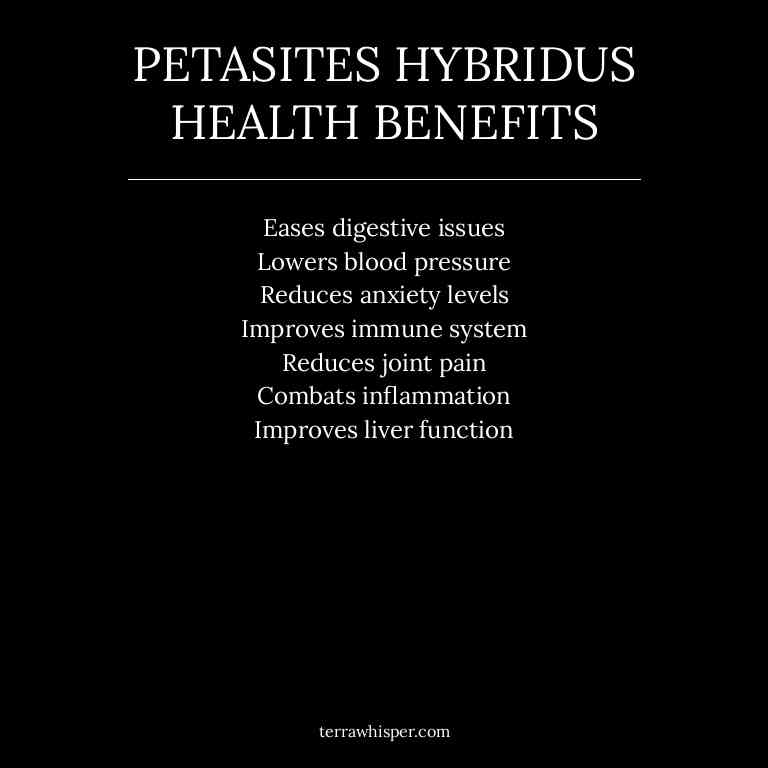 PETASITES HYBRIDUS
HEALTH BENEFITS
Eases digestive issues
Lowers blood pressure
Reduces anxiety levels
Improves immune system
Reduces joint pain
Combats inflammation
Improves liver function
terrawhisper.com